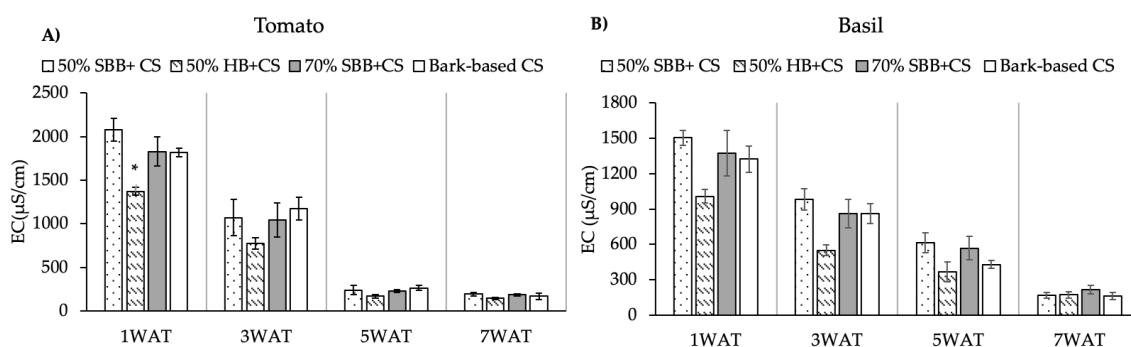 A)
Tomato
50% SBB+ CS 50% HB+CS 70% SBB+CS Bark-based CS
EC(µS/cm)
2500
2000
1500
1000
500
0
*
1WAT 3WAT 5WAT 7WAT
B)
Basil
50% SBB+ CS 50% HB+CS 70% SBB+CS Bark-based CS
EC (µS/cm)
1800
1500
1200
900
600
300
0
1WAT 3WAT 5WAT 7WAT